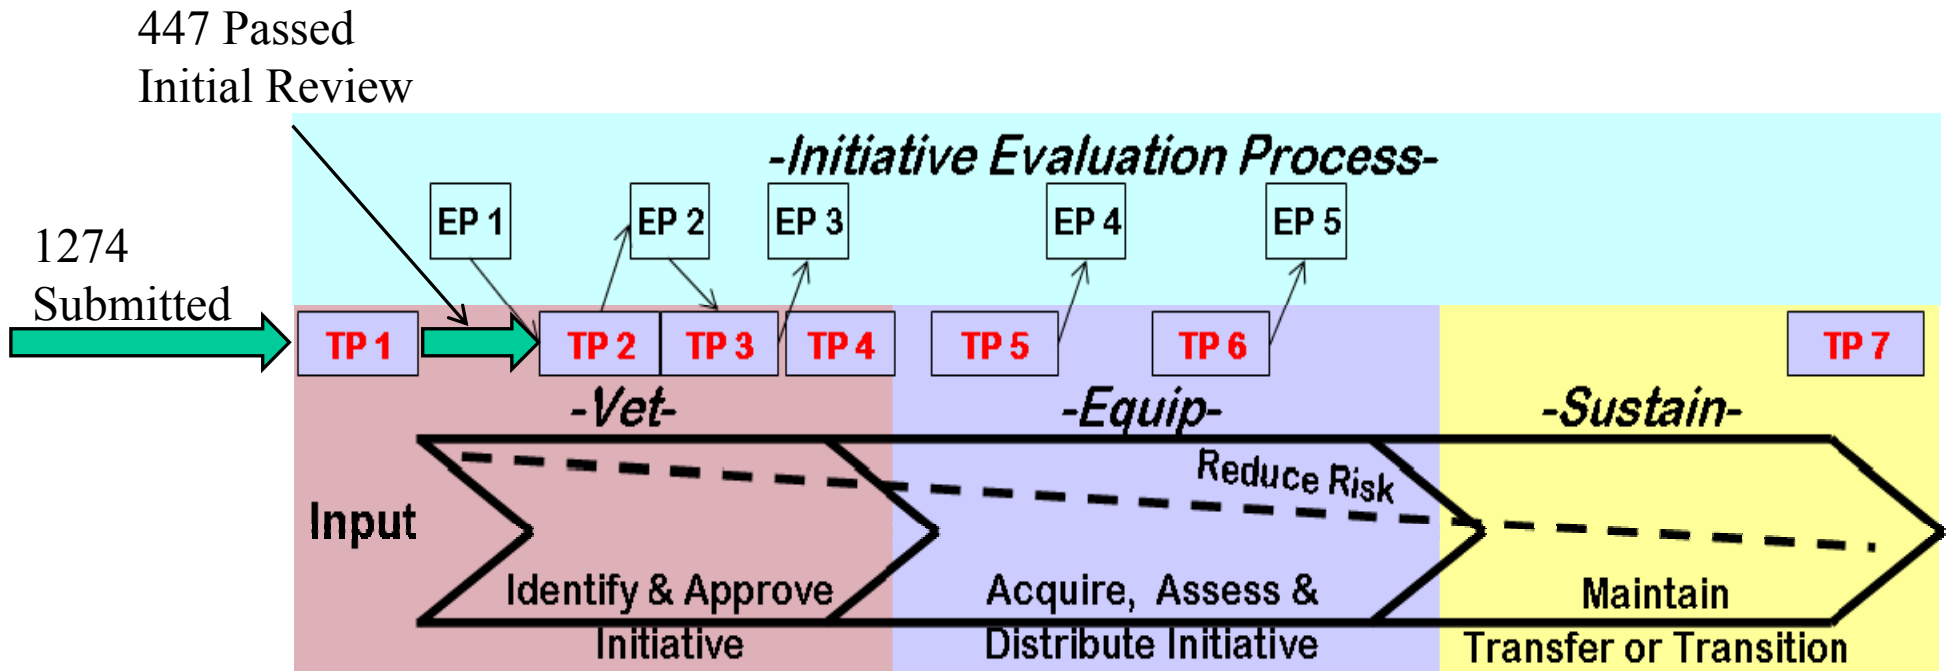 447 Passed
Initial Review
-Initiative Evaluation Process-
EP 1
EP 2
EP 3
EP 4
EP 5
1274
Submitted
TP 1
TP 2
TP 3
TP 4
TP 5
TP 6
TP 7
-Vet-
-Equip-
-Sustain-
Reduce Risk
Input
Identify & Approve
Initiative
Acquire, Assess &
Distribute Initiative
Maintain
Transfer or Transition